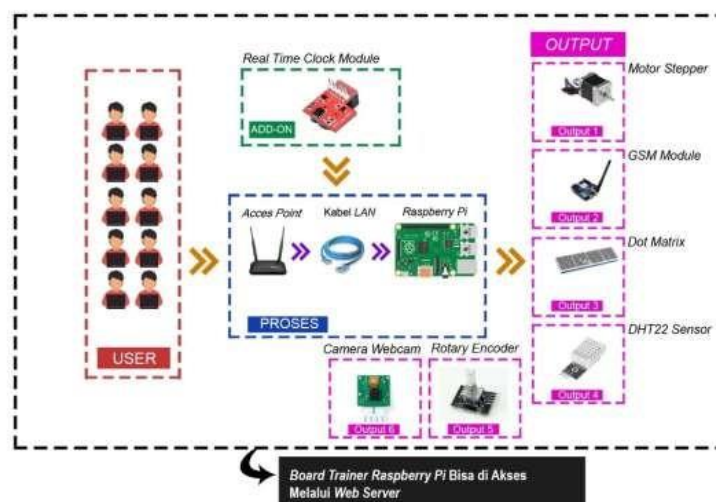 Real Time Clock Module
ADD-ON
USER
Acces Point
Kabel LAN
Raspberry Pi
PROSES
OUTPUT
Motor Stepper
Output 1
GSM Module
Output 2
Dot Matrix
Output 3
DHT22 Sensor
Output 4
Camera Webcam
Output 6
Rotary Encoder
Output 5
Board Trainer Raspberry Pi Bisa di Akses
Melalui Web Server